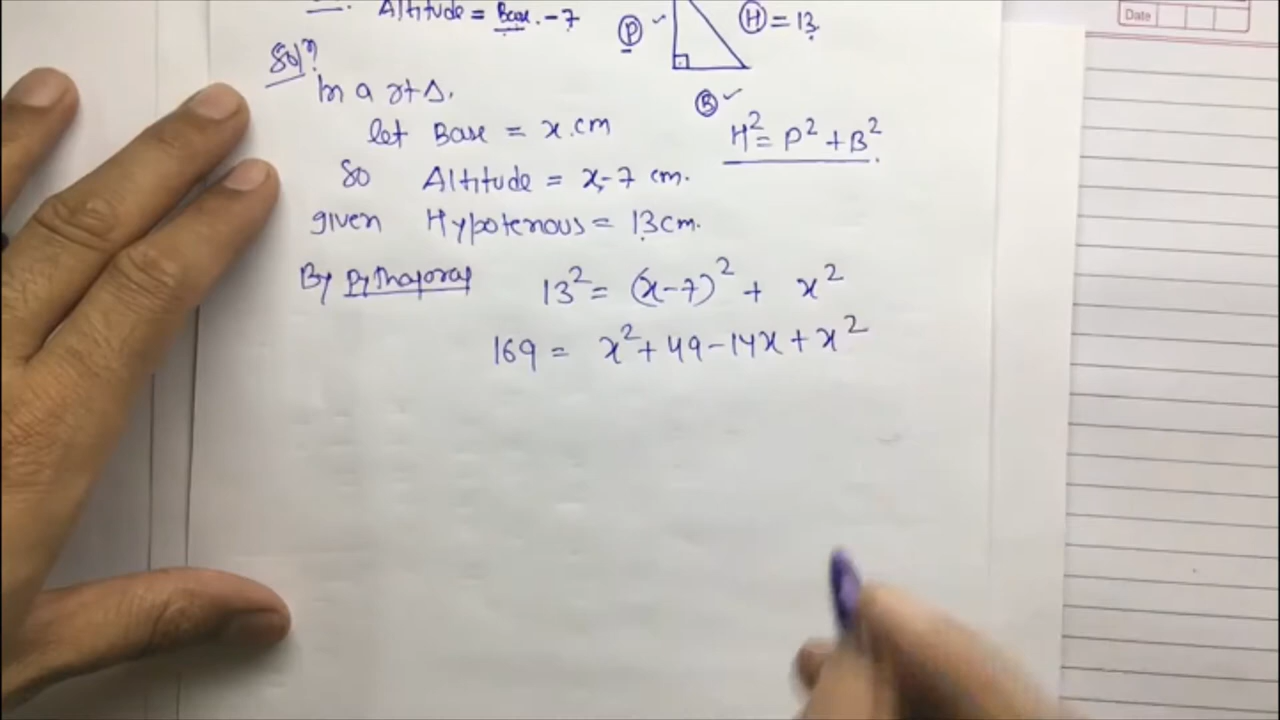 Altitude = Base - 7
P
H = 13
Date
Sol?
In a rt Δ.
B
let Base = x cm
H² = P² + B²
So Altitude = x-7 cm.
given Hypotenous = 13cm.
By Pythagoras 13² = (x-7)² + x²
169 = x² + 49 - 14x + x²